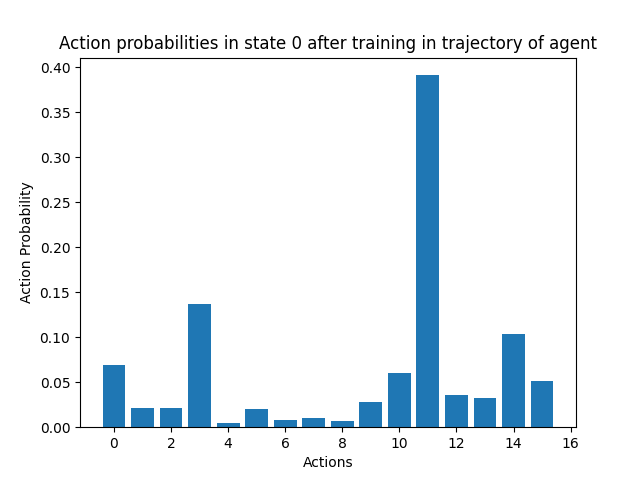 Action probabilities in state 0 after training in trajectory of agent
0.40
0.35
0.30
0.25
0.20
0.15
0.10
0.05
0.00
Action Probability
0 2 4 6 8 10 12 14 16
Actions